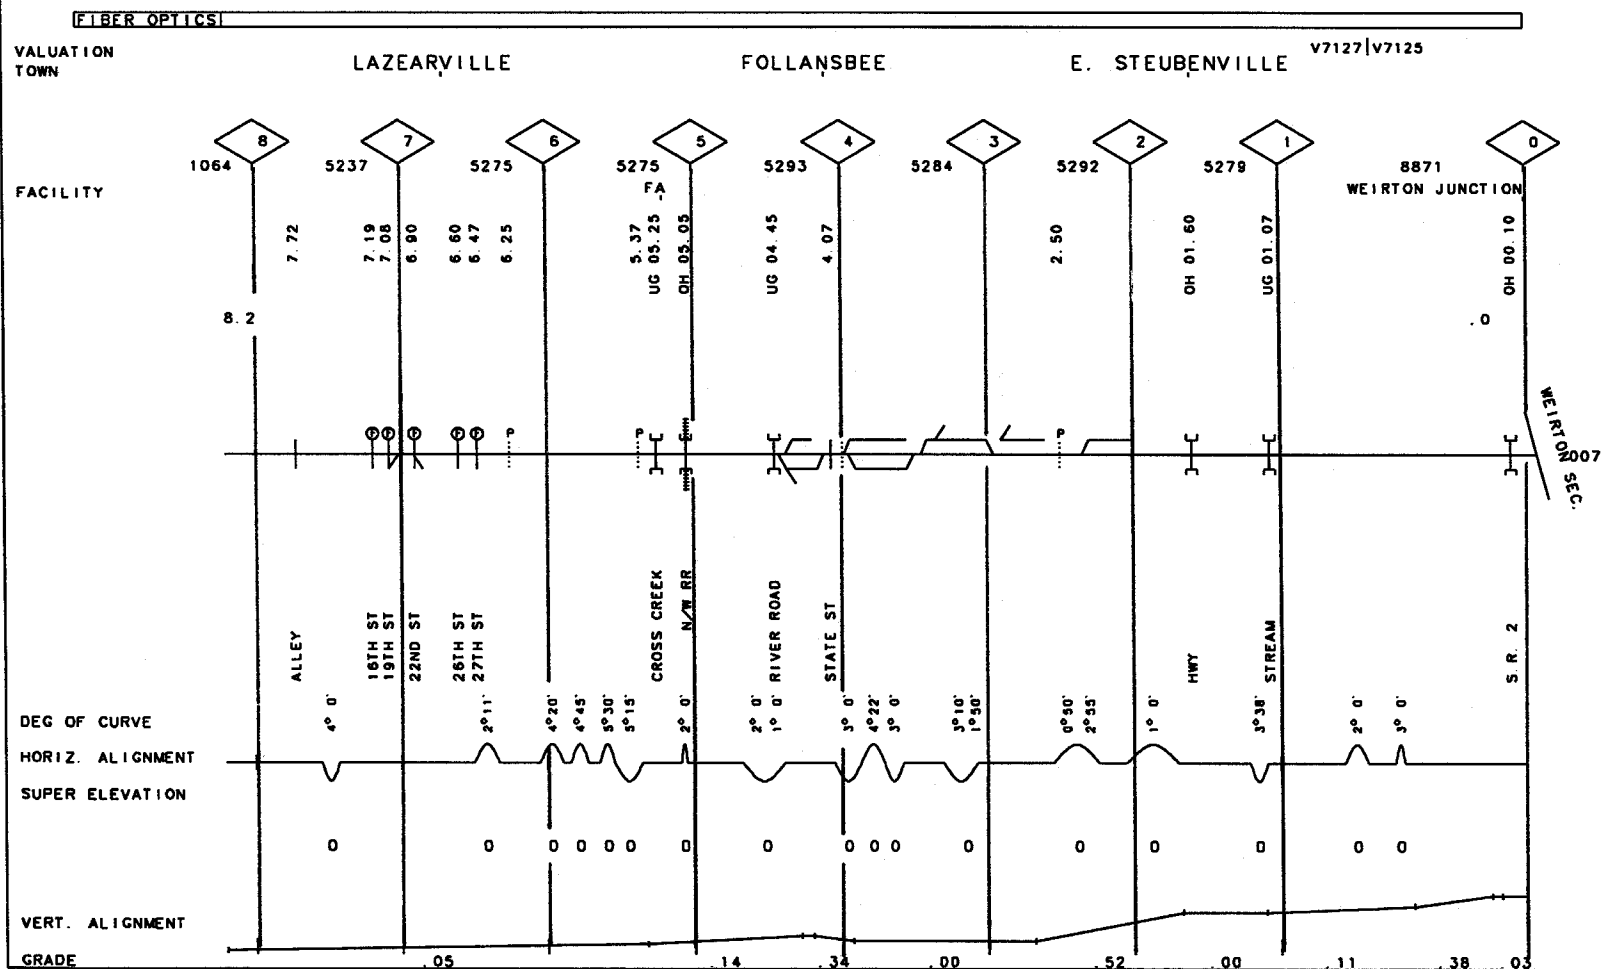 FIBER OPTICS
VALUATION
V7127|V7125
TOWN
LAZEARVILLE FOLLANSBEE E. STEUBENVILLE
8 7 6 5 4 3 2 1 0
1064 5237 5275 5275 5293 5284 5292 5279 8871
FACILITY
FA
WEIRTON JUNCTION
7.72
7.19
7.08
6.90
6.60
6.47
6.25
5.37
UG 05.25
OH 05.05
UG 04.45
4.07
2.50
OH 01.60
UG 01.07
OH 00.10
8.2
.0
P P P
WEIRTON SEC.
007
ALLEY
16TH ST
19TH ST
22ND ST
26TH ST
27TH ST
CROSS CREEK
N/W RR
RIVER ROAD
STATE ST
HWY
STREAM
S.R. 2
DEG OF CURVE
4° 0'
2°11'
4°20'
4°45'
5°30'
5°15'
2° 0'
2° 0'
1° 0'
3° 0'
4°22'
3° 0'
3°10'
1°50'
0°50'
2°55'
1° 0'
3°38'
2° 0'
3° 0'
HORIZ. ALIGNMENT
SUPER ELEVATION
0 0 0 0 0 0 0 0 0 0 0 0 0 0 0 0 0
VERT. ALIGNMENT
GRADE
.05 .14 .34 .00 .52 .00 .11 .38 03